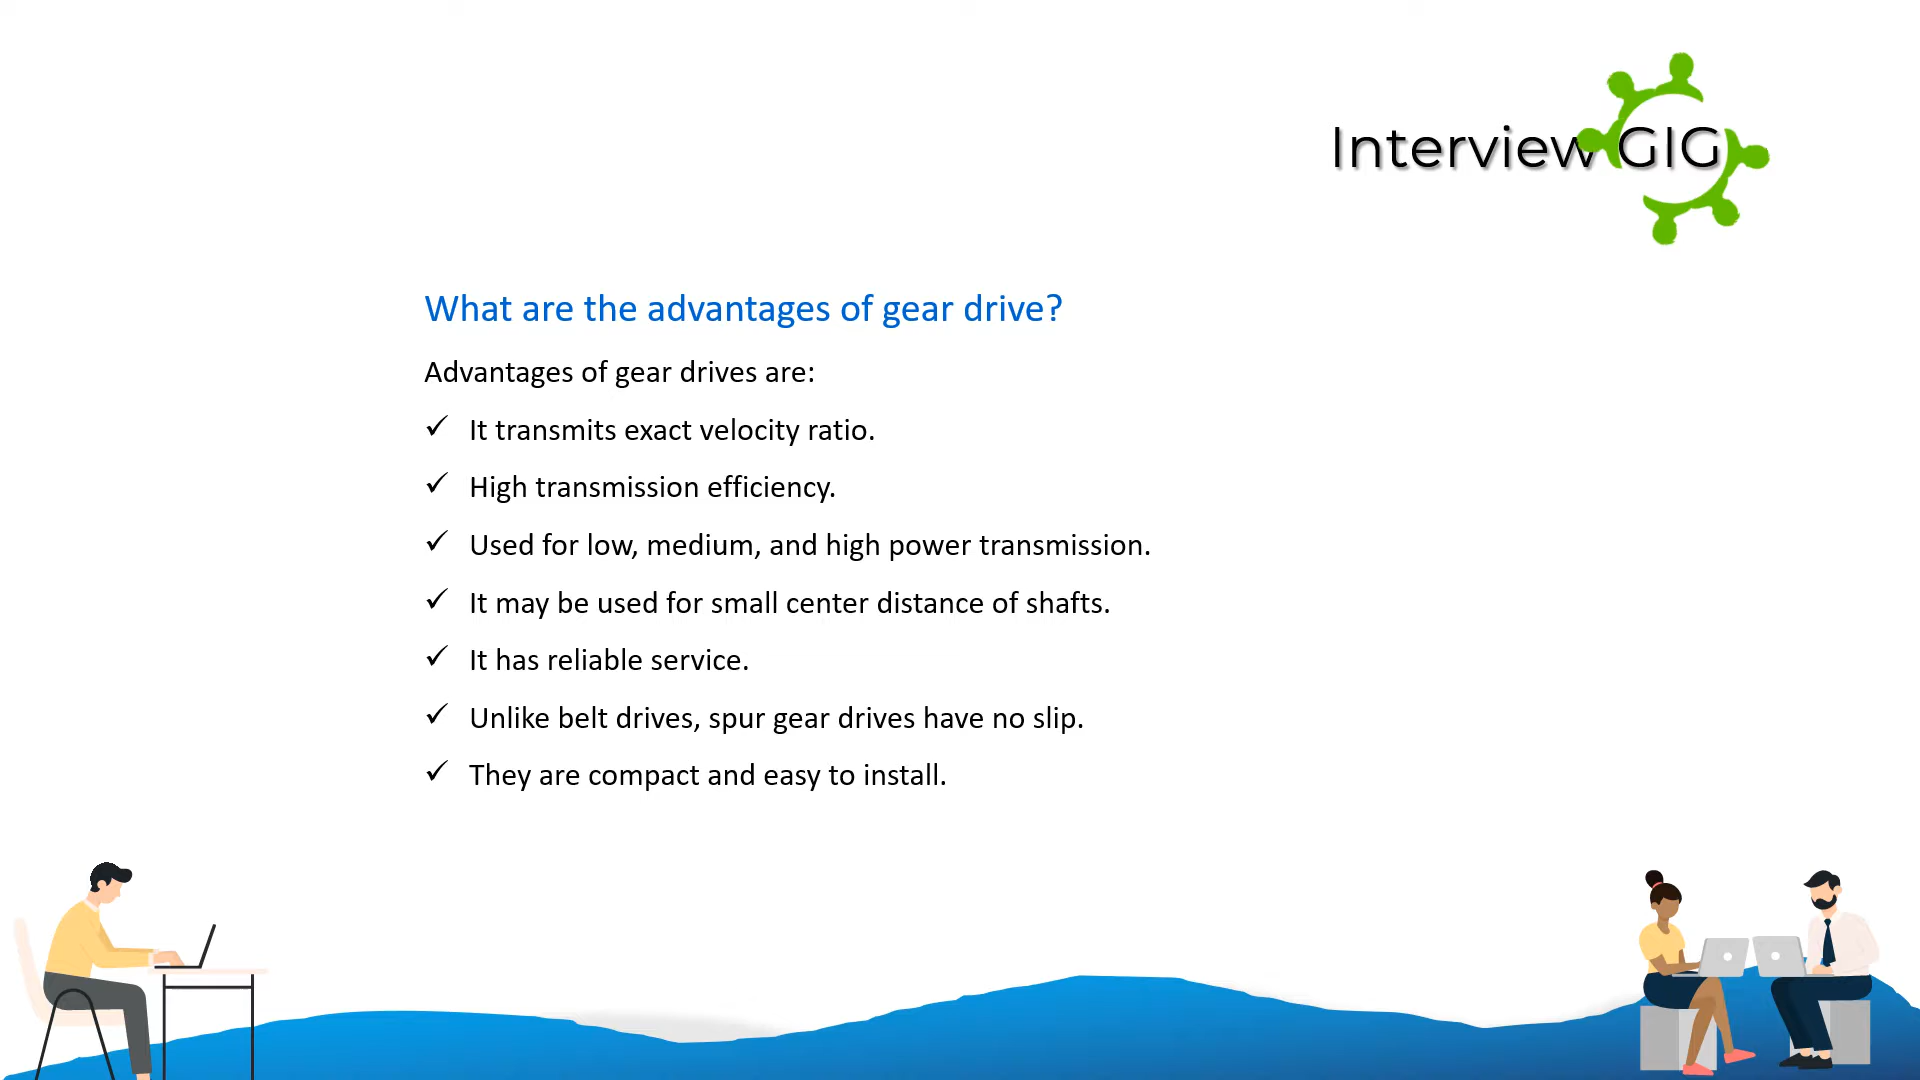 Interview GIG
What are the advantages of gear drive?
Advantages of gear drives are:
✓ It transmits exact velocity ratio.
✓ High transmission efficiency.
✓ Used for low, medium, and high power transmission.
✓ It may be used for small center distance of shafts.
✓ It has reliable service.
✓ Unlike belt drives, spur gear drives have no slip.
✓ They are compact and easy to install.